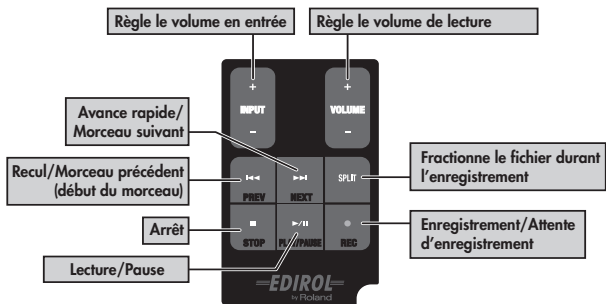 Règle le volume en entrée
Règle le volume de lecture
+
INPUT
-
+
VOLUME
-
Avance rapide/
Morceau suivant
Recul/Morceau précédent
(début du morceau)
Fractionne le fichier durant
l'enregistrement
PREV
NEXT
SPLIT
Arrêt
Enregistrement/Attente
d'enregistrement
STOP
PLAY/PAUSE
REC
Lecture/Pause
EDIROL
by Roland